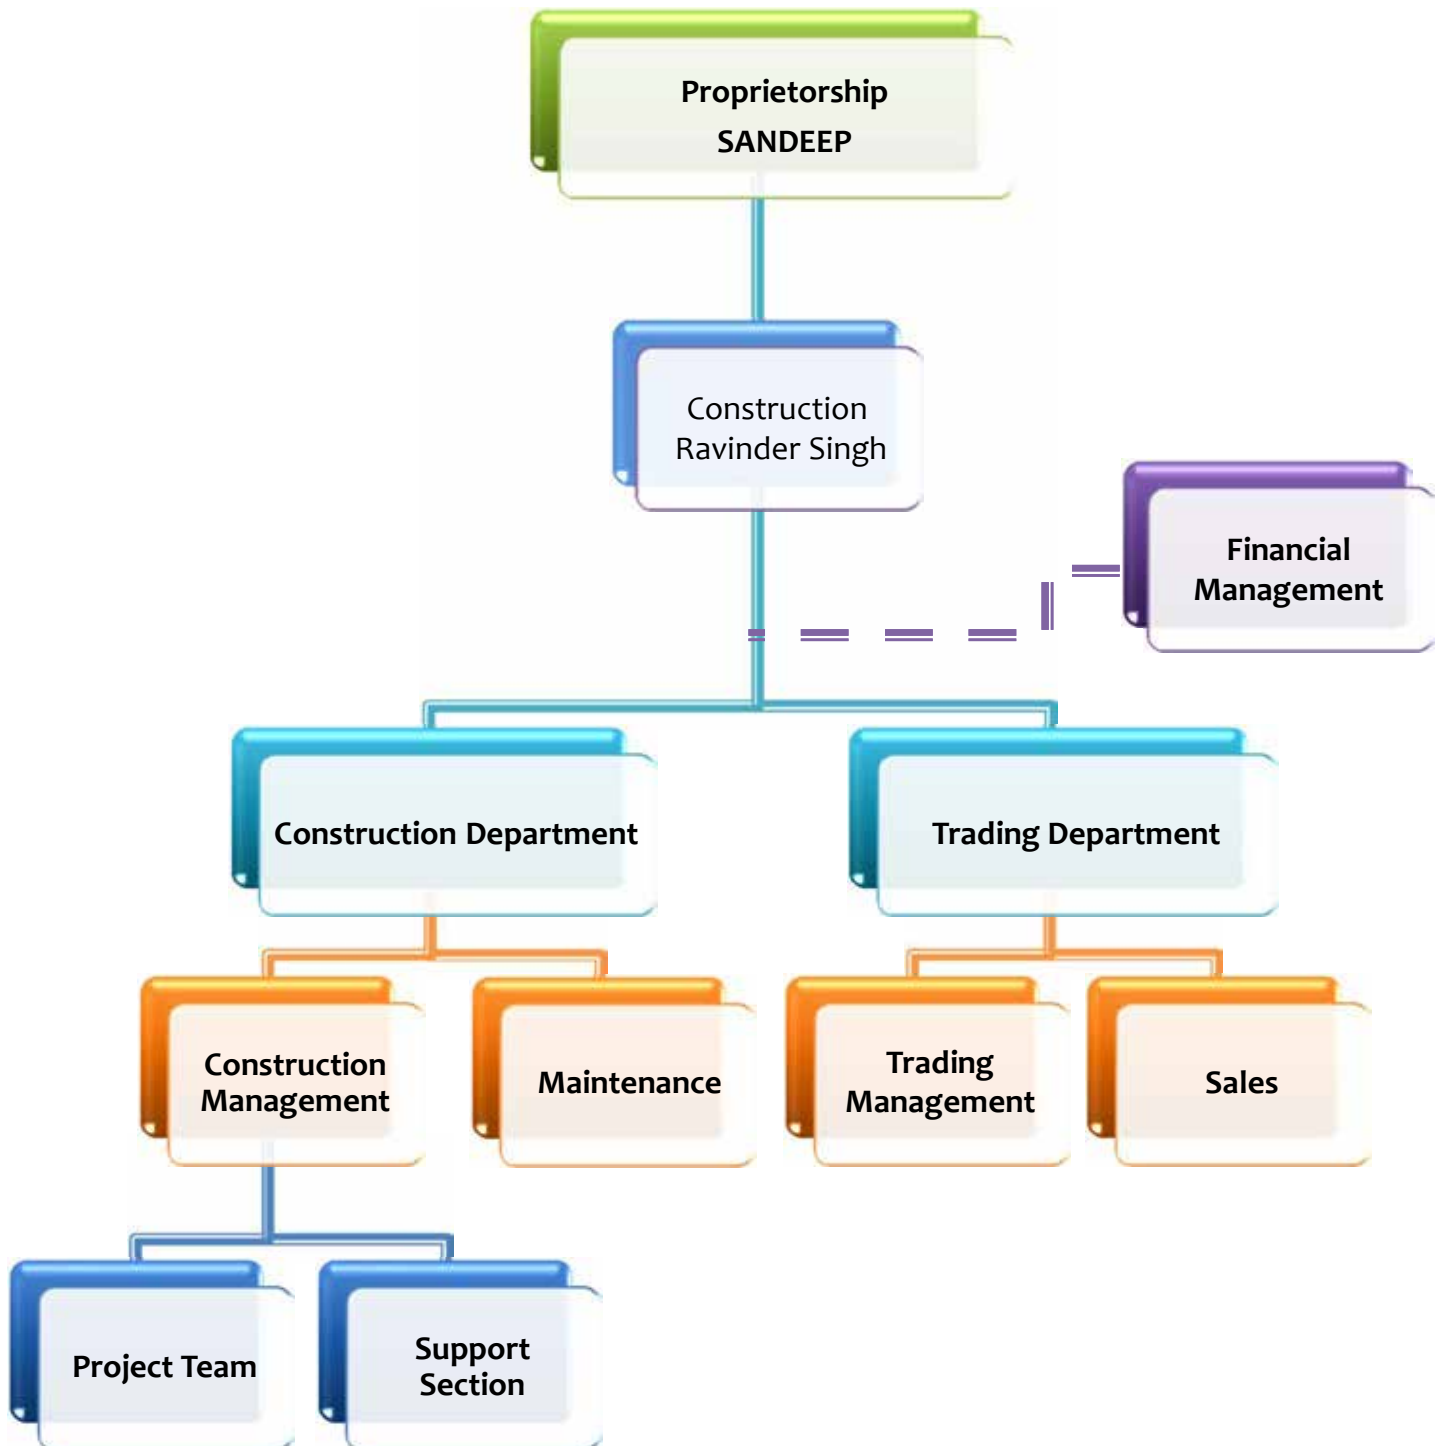 Proprietorship
SANDEEP
Construction
Ravinder Singh
Financial
Management
Construction Department
Trading Department
Construction
Management
Maintenance
Trading
Management
Sales
Project Team
Support
Section